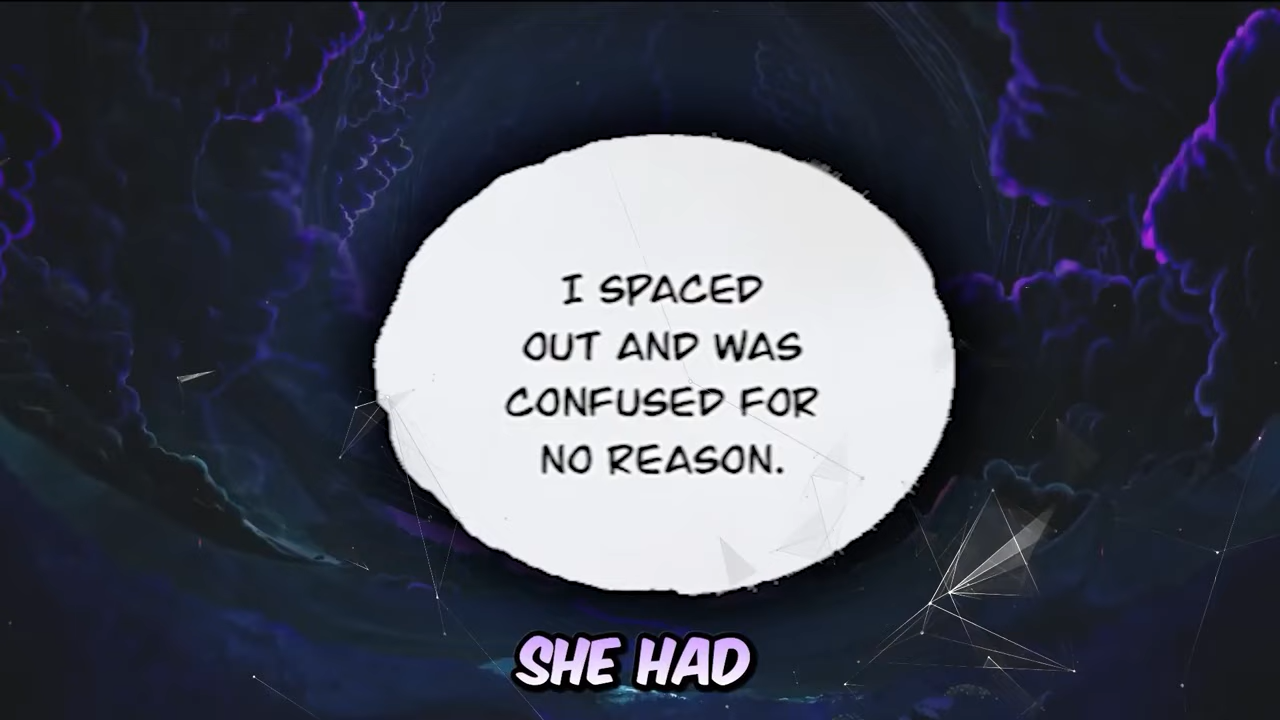 I SPACED
OUT AND WAS
CONFUSED FOR
NO REASON.
SHE HAD